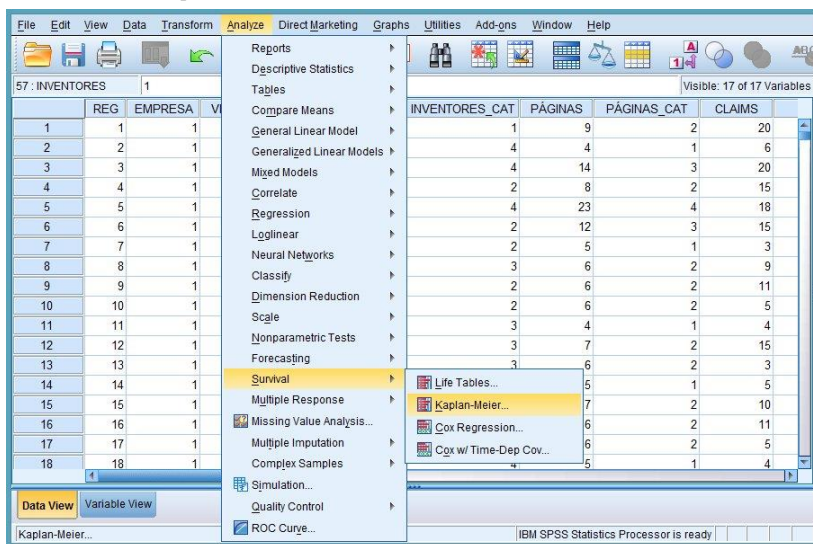 File Edit View Data Transform Analyze Direct Marketing Graphs Utilities Add-ons Window Help
57 : INVENTORES 1 Visible: 17 of 17 Variables
REG EMPRESA INVENTORES_CAT PÁGINAS PÁGINAS_CAT CLAIMS
1 1 1 1 9 2 20
2 2 1 4 4 1 6
3 3 1 4 14 3 20
4 4 1 2 8 2 15
5 5 1 4 23 4 18
6 6 1 2 12 3 15
7 7 1 2 5 1 3
8 8 1 3 6 2 9
9 9 1 2 6 2 11
10 10 1 2 6 2 5
11 11 1 3 4 1 4
12 12 1 3 7 2 15
13 13 1 3 6 2 3
14 14 1 5 1 5
15 15 1 7 2 10
16 16 1 6 2 11
17 17 1 6 2 5
18 18 1 4 5 1 4
Reports
Descriptive Statistics
Tables
Compare Means
General Linear Model
Generalized Linear Models
Mixed Models
Correlate
Regression
Loglinear
Neural Networks
Classify
Dimension Reduction
Scale
Nonparametric Tests
Forecasting
Survival
Multiple Response
Missing Value Analysis...
Multiple Imputation
Complex Samples
Simulation...
Quality Control
ROC Curve...
Life Tables...
Kaplan-Meier...
Cox Regression...
Cox w/ Time-Dep Cov...
Data View Variable View
Kaplan-Meier... IBM SPSS Statistics Processor is ready